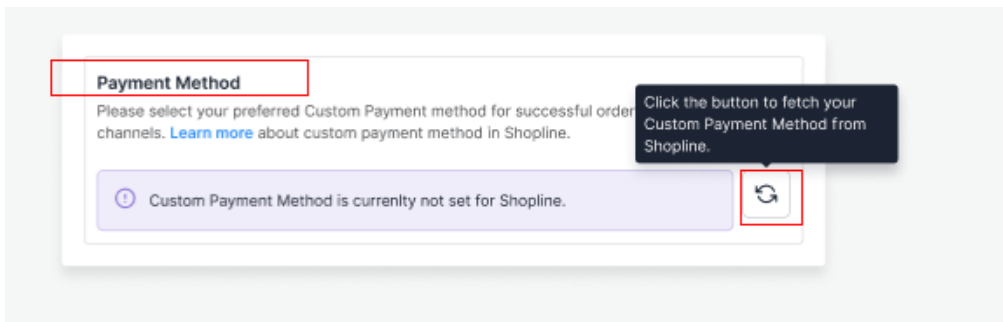 Payment Method
Please select your preferred Custom Payment method for successful order
channels. Learn more about custom payment method in Shopline.
Click the button to fetch your
Custom Payment Method from
Shopline.
Custom Payment Method is currenlty not set for Shopline.